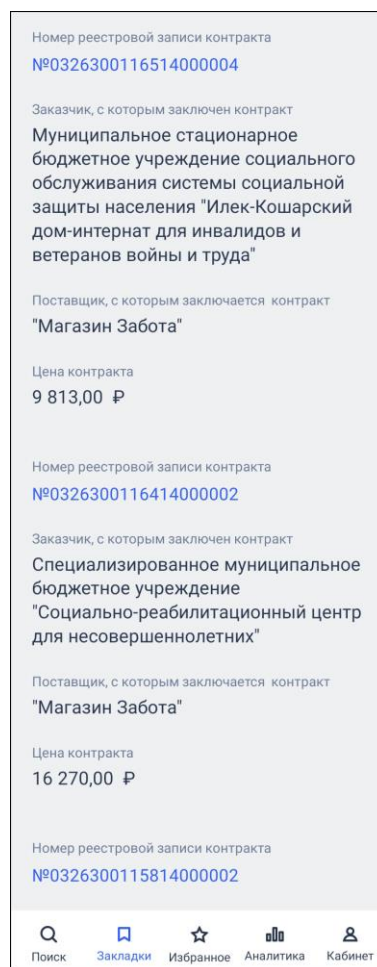 Номер реестровой записи контракта
№0326300116514000004
Заказчик, с которым заключен контракт
Муниципальное стационарное
бюджетное учреждение социального
обслуживания системы социальной
защиты населения "Илек-Кошарский
дом-интернат для инвалидов и
ветеранов войны и труда"
Поставщик, с которым заключается контракт
"Магазин Забота"
Цена контракта
9 813,00 ₽
Номер реестровой записи контракта
№0326300116414000002
Заказчик, с которым заключен контракт
Специализированное муниципальное
бюджетное учреждение
"Социально-реабилитационный центр
для несовершеннолетних"
Поставщик, с которым заключается контракт
"Магазин Забота"
Цена контракта
16 270,00 ₽
Номер реестровой записи контракта
№0326300115814000002
Поиск Закладки Избранное Аналитика Кабинет